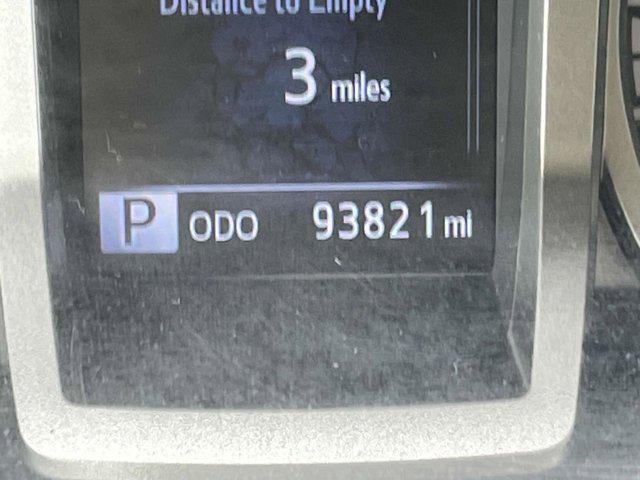 Distance to Empty
3 miles
P ODO 93821 mi